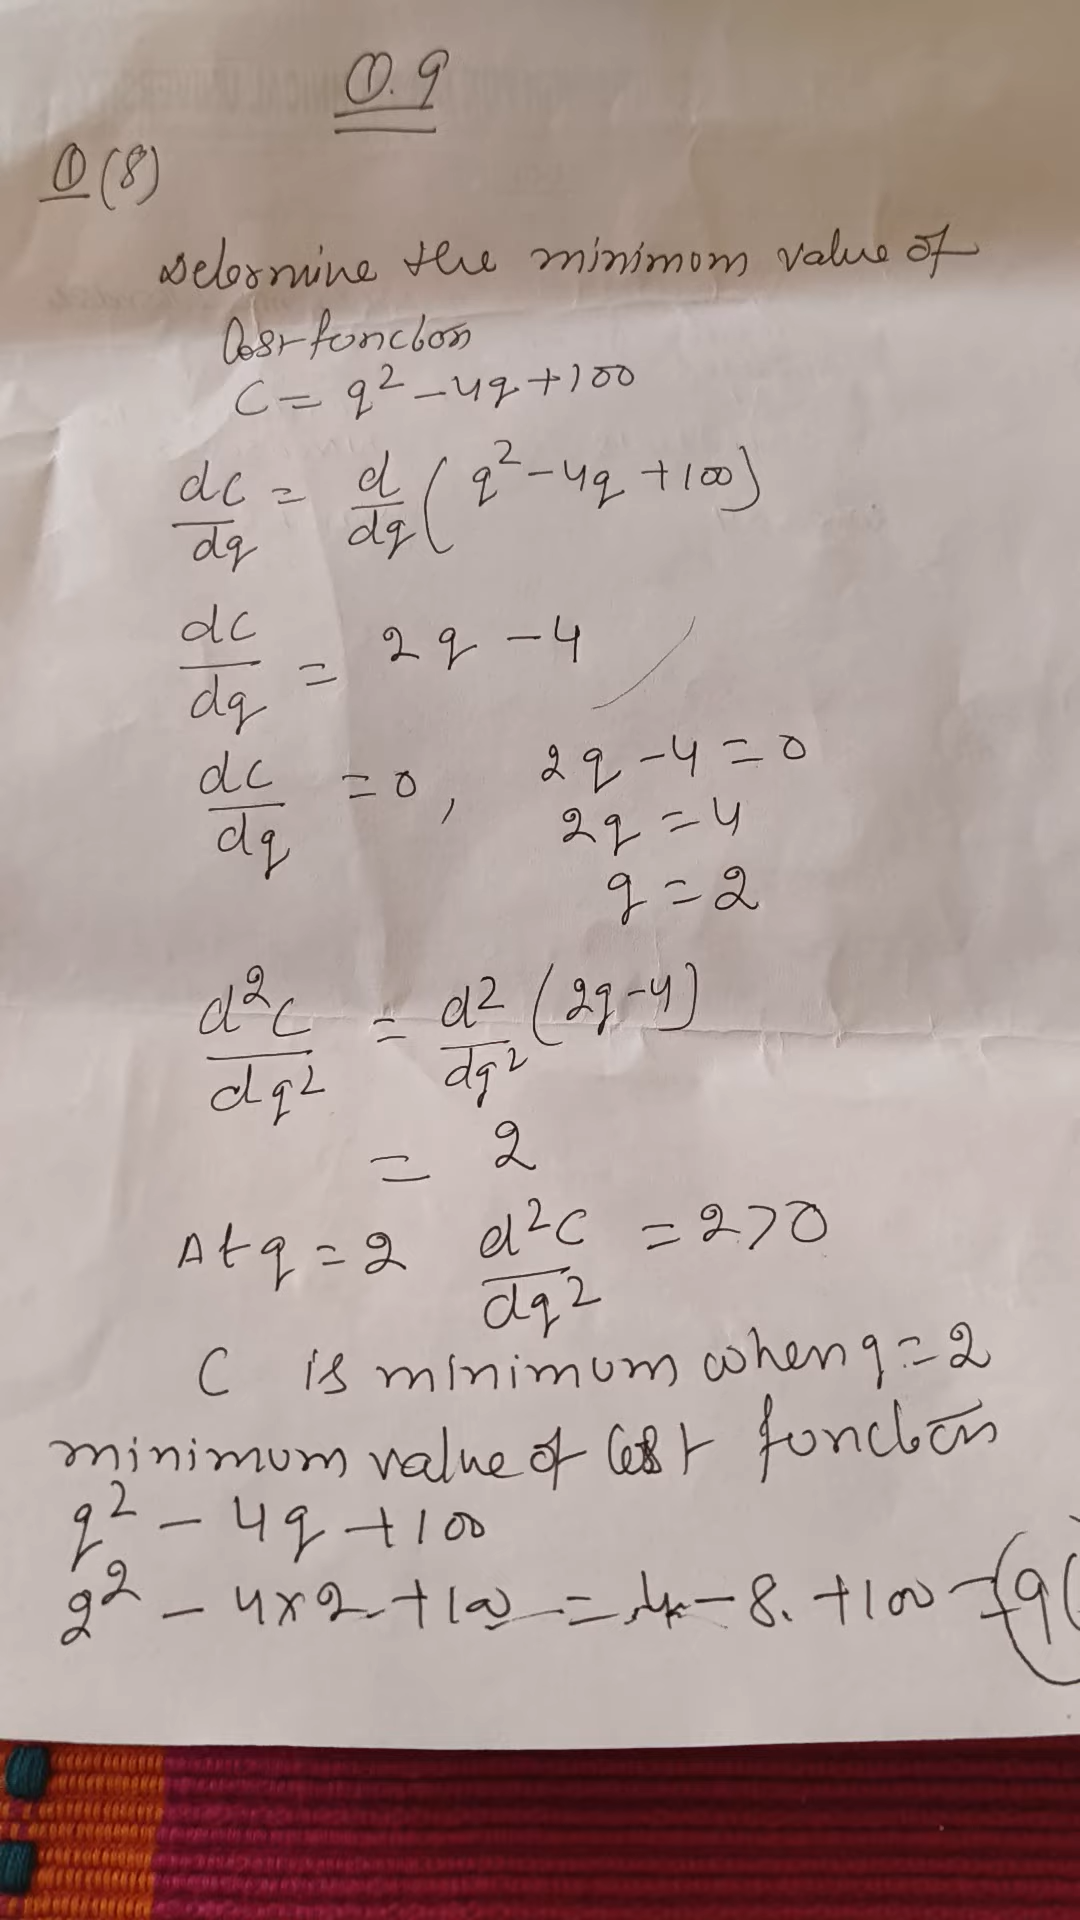 Q.9
Q(8)
Determine the minimum value of
Cost function
C = q² - 4q + 100
dC/dq = d/dq (q² - 4q + 100)
dC/dq = 2q - 4
dC/dq = 0, 2q - 4 = 0
2q = 4
q = 2
d²C/dq² = d²/dq² (2q - 4)
= 2
At q = 2 d²C/dq² = 2 > 0
C is minimum when q = 2
minimum value of Cost function
q² - 4q + 100
2² - 4x2 + 100 = 4 - 8 + 100 = 9